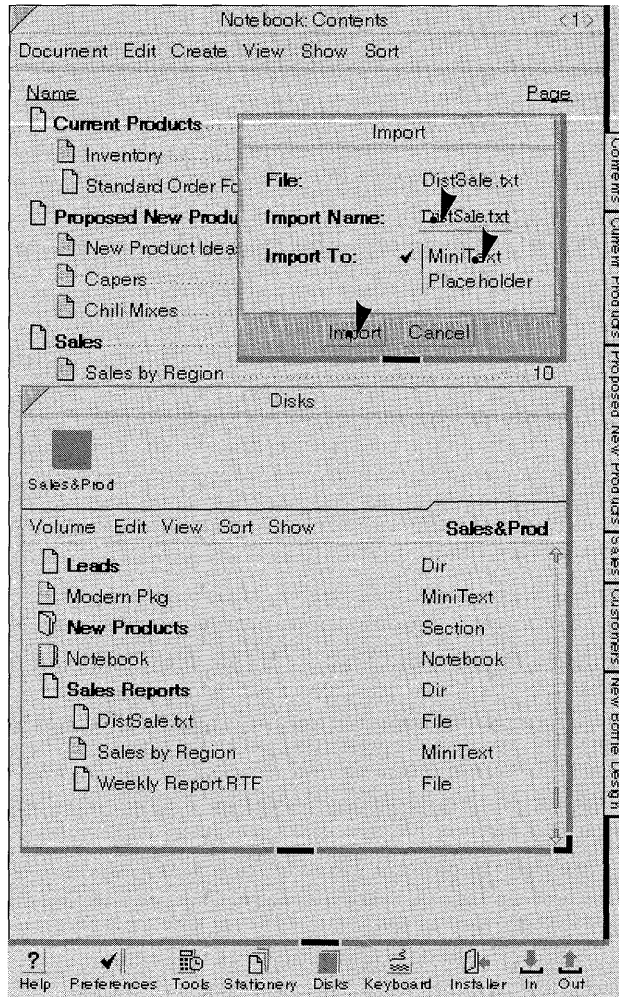 Notebook: Contents <1>
Document Edit Create View Show Sort
Name Page
Current Products
Inventory
Standard Order Fo
Proposed New Produ
New Product Idea
Capers
Chili Mixes
Sales
Sales by Region 10
Import
File: DistSale.txt
Import Name: DistSale.txt
Import To: MiniText
Placeholder
Import Cancel
Disks
Sales&Prod
Volume Edit View Sort Show Sales&Prod
Leads Dir
Modern Pkg MiniText
New Products Section
Notebook Notebook
Sales Reports Dir
DistSale.txt File
Sales by Region MiniText
Weekly Report.RTF File
Contents
Current Products
Proposed New Products
Sales
Customers
New Bottle Design
? Help Preferences Tools Stationery Disks Keyboard Installer In Out